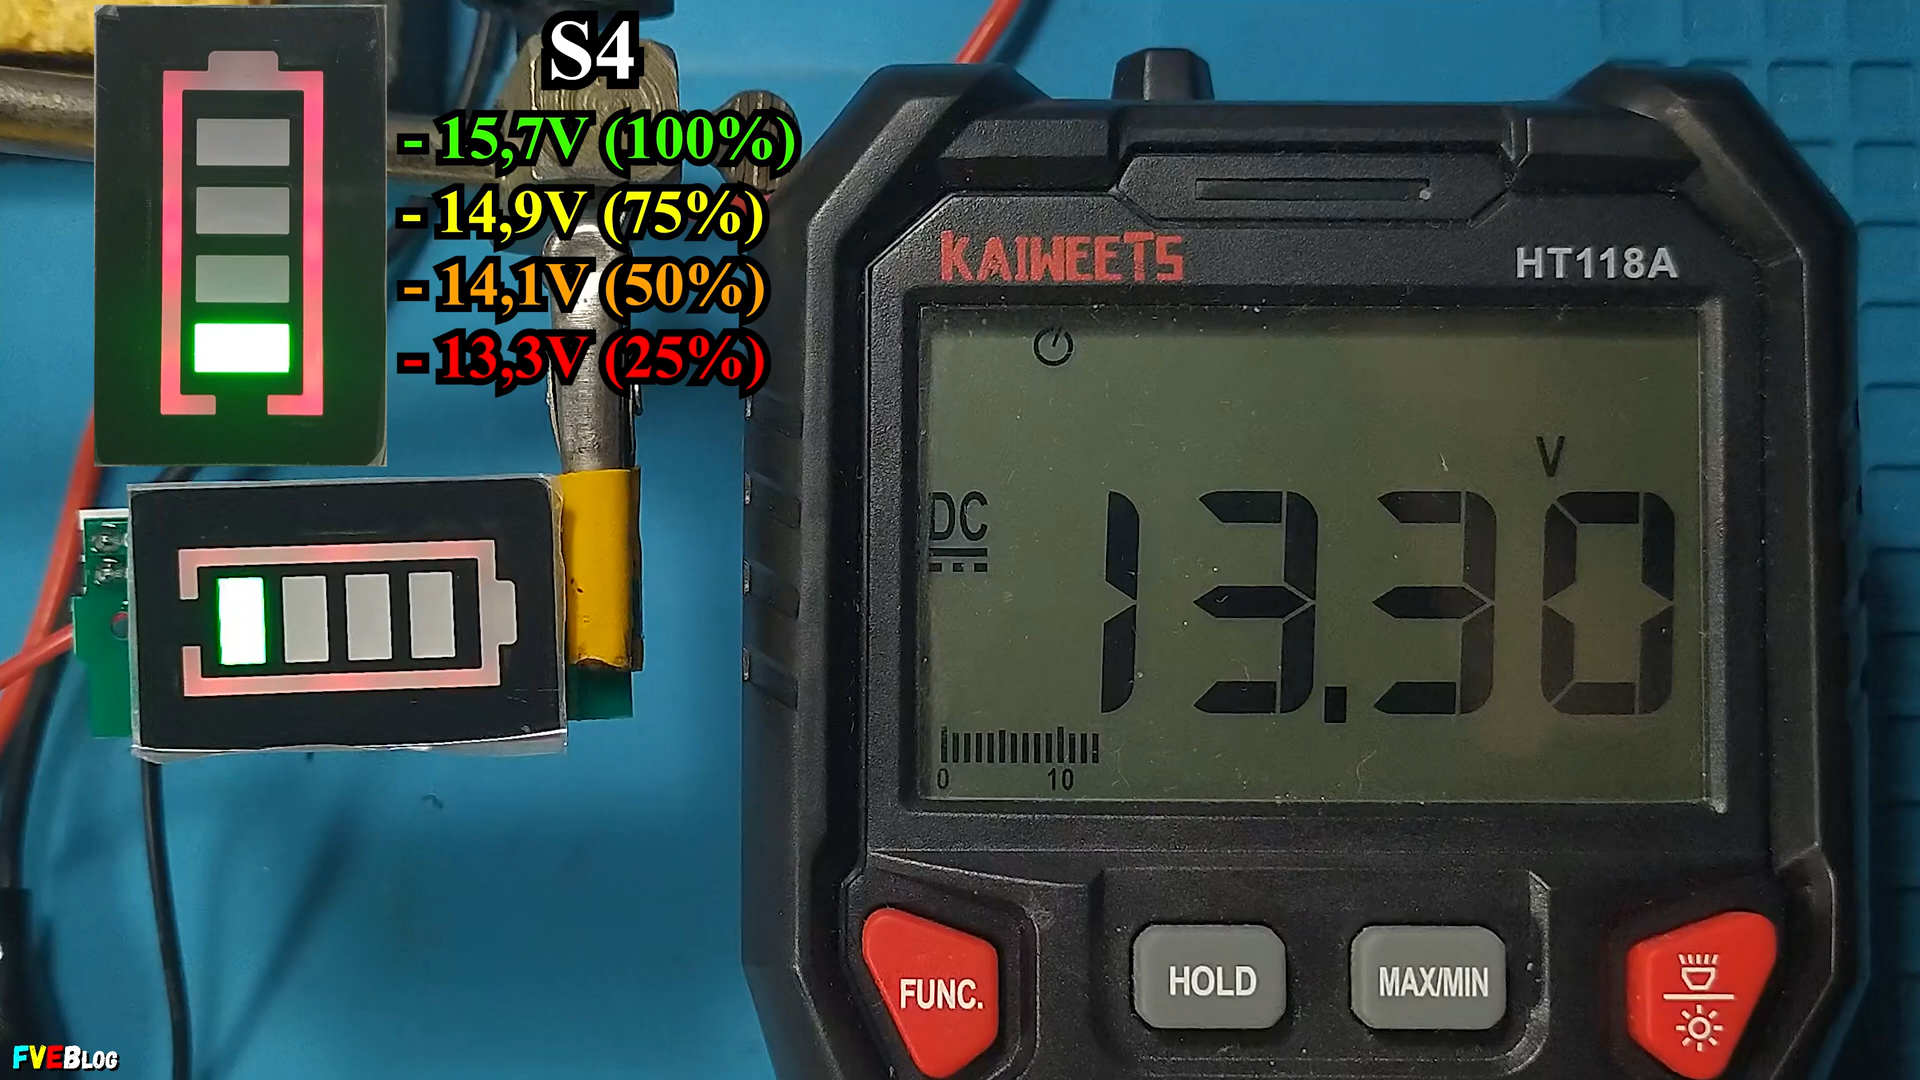 S4
- 15,7V (100%)
- 14,9V (75%)
- 14,1V (50%)
- 13,3V (25%)
KAIWEETS
HT118A
V
DC
13.30
0 10
FUNC.
HOLD
MAX/MIN
FVEBLOG